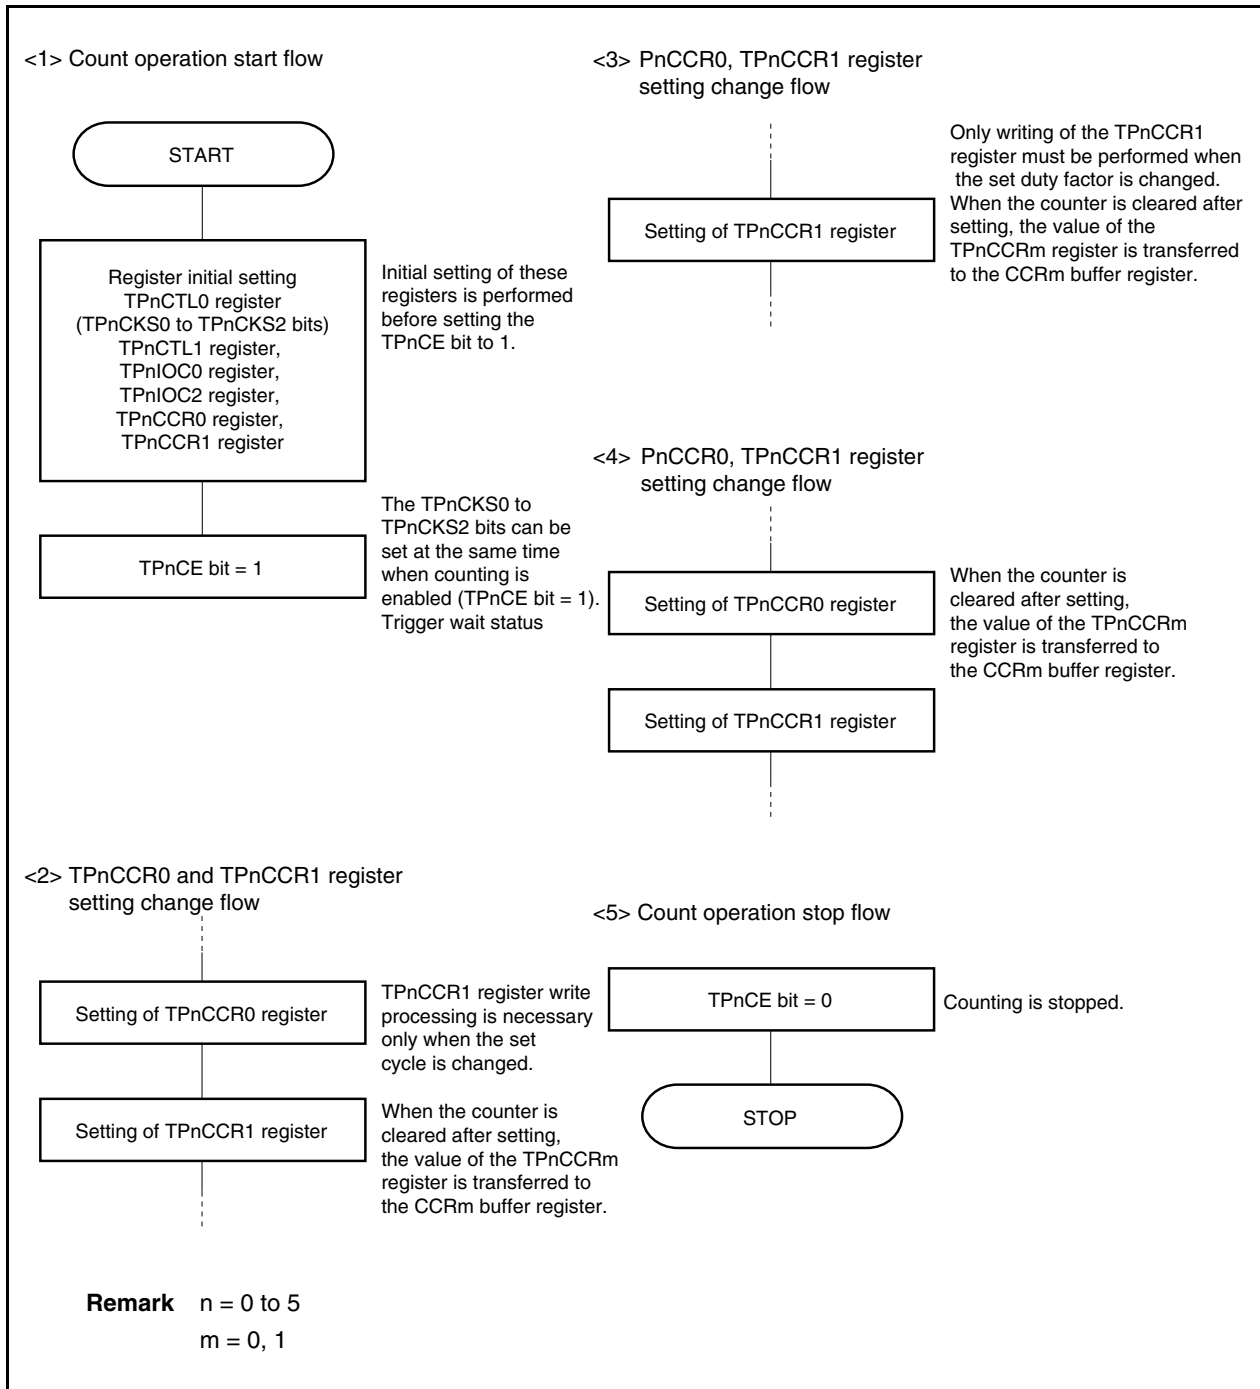 <1> Count operation start flow
START
Register initial setting
TPnCTL0 register
(TPnCKS0 to TPnCKS2 bits)
TPnCTL1 register,
TPnIOC0 register,
TPnIOC2 register,
TPnCCR0 register,
TPnCCR1 register
Initial setting of these
registers is performed
before setting the
TPnCE bit to 1.
TPnCE bit = 1
The TPnCKS0 to
TPnCKS2 bits can be
set at the same time
when counting is
enabled (TPnCE bit = 1).
Trigger wait status
<2> TPnCCR0 and TPnCCR1 register
setting change flow
Setting of TPnCCR0 register
TPnCCR1 register write
processing is necessary
only when the set
cycle is changed.
Setting of TPnCCR1 register
When the counter is
cleared after setting,
the value of the TPnCCRm
register is transferred to
the CCRm buffer register.
<3> PnCCR0, TPnCCR1 register
setting change flow
Setting of TPnCCR1 register
Only writing of the TPnCCR1
register must be performed when
the set duty factor is changed.
When the counter is cleared after
setting, the value of the
TPnCCRm register is transferred
to the CCRm buffer register.
<4> PnCCR0, TPnCCR1 register
setting change flow
Setting of TPnCCR0 register
When the counter is
cleared after setting,
the value of the TPnCCRm
register is transferred to
the CCRm buffer register.
Setting of TPnCCR1 register
<5> Count operation stop flow
TPnCE bit = 0
Counting is stopped.
STOP
Remark n = 0 to 5
m = 0, 1